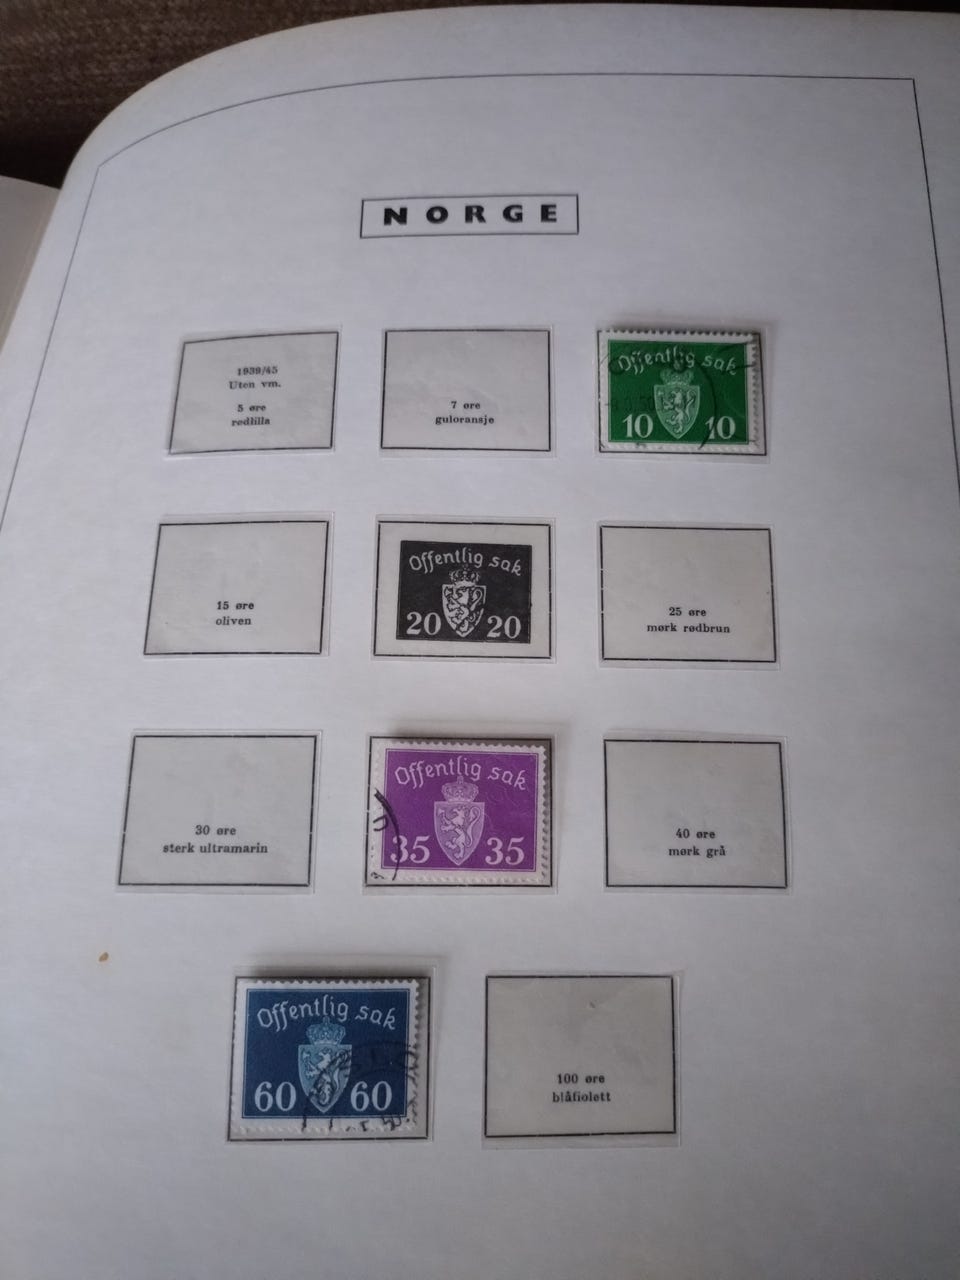 NORGE
1939/45
Uten vm.
5 øre
rødlilla
7 øre
guloransje
Offentlig sak
10 10
15 øre
oliven
Offentlig sak
20 20
25 øre
mørk rødbrun
30 øre
sterk ultramarin
Offentlig sak
35 35
40 øre
mørk grå
Offentlig sak
60 60
100 øre
blåfiolett